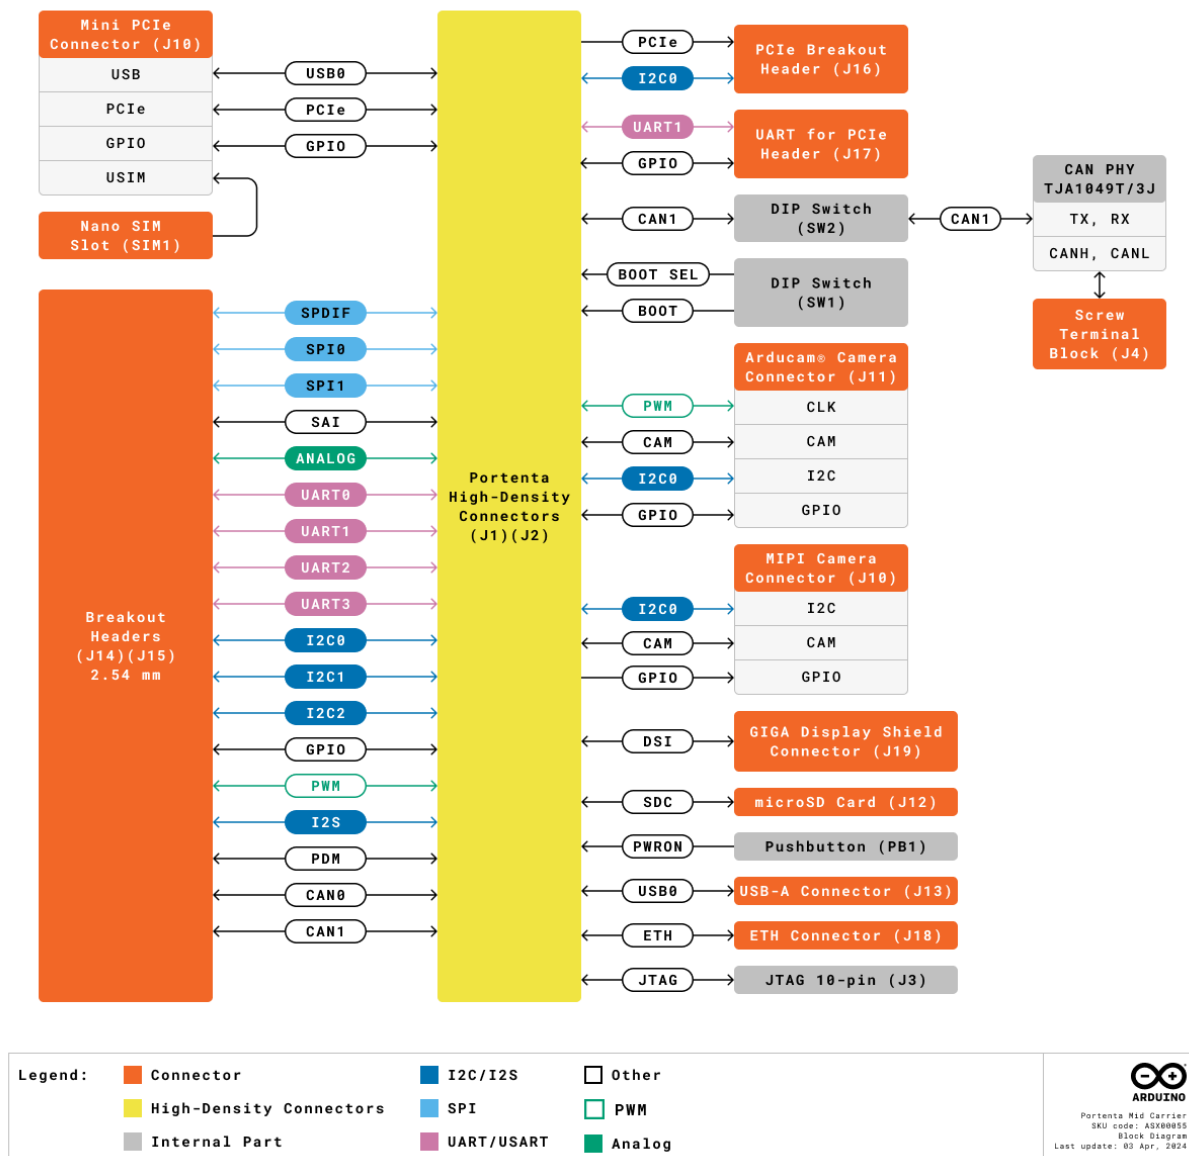 Mini PCIe
Connector (J10)
USB
PCIe
GPIO
USIM
USB0
PCIe
GPIO
Nano SIM
Slot (SIM1)
Breakout
Headers
(J14)(J15)
2.54 mm
SPDIF
SPI0
SPI1
SAI
ANALOG
UART0
UART1
UART2
UART3
I2C0
I2C1
I2C2
GPIO
PWM
I2S
PDM
CAN0
CAN1
Portenta
High-Density
Connectors
(J1)(J2)
PCIe
I2C0
PCIe Breakout
Header (J16)
UART1
GPIO
UART for PCIe
Header (J17)
CAN1
DIP Switch
(SW2)
CAN1
CAN PHY
TJA1049T/3J
TX, RX
CANH, CANL
Screw
Terminal
Block (J4)
BOOT SEL
BOOT
DIP Switch
(SW1)
Arducam® Camera
Connector (J11)
PWM
CLK
CAM
CAM
I2C0
I2C
GPIO
GPIO
MIPI Camera
Connector (J10)
I2C0
I2C
CAM
CAM
GPIO
GPIO
DSI
GIGA Display Shield
Connector (J19)
SDC
microSD Card (J12)
PWRON
Pushbutton (PB1)
USB0
USB-A Connector (J13)
ETH
ETH Connector (J18)
JTAG
JTAG 10-pin (J3)
Legend:
Connector
High-Density Connectors
Internal Part
I2C/I2S
SPI
UART/USART
Other
PWM
Analog
ARDUINO
Portenta Mid Carrier
SKU code: ASX00055
Block Diagram
Last update: 03 Apr, 2024